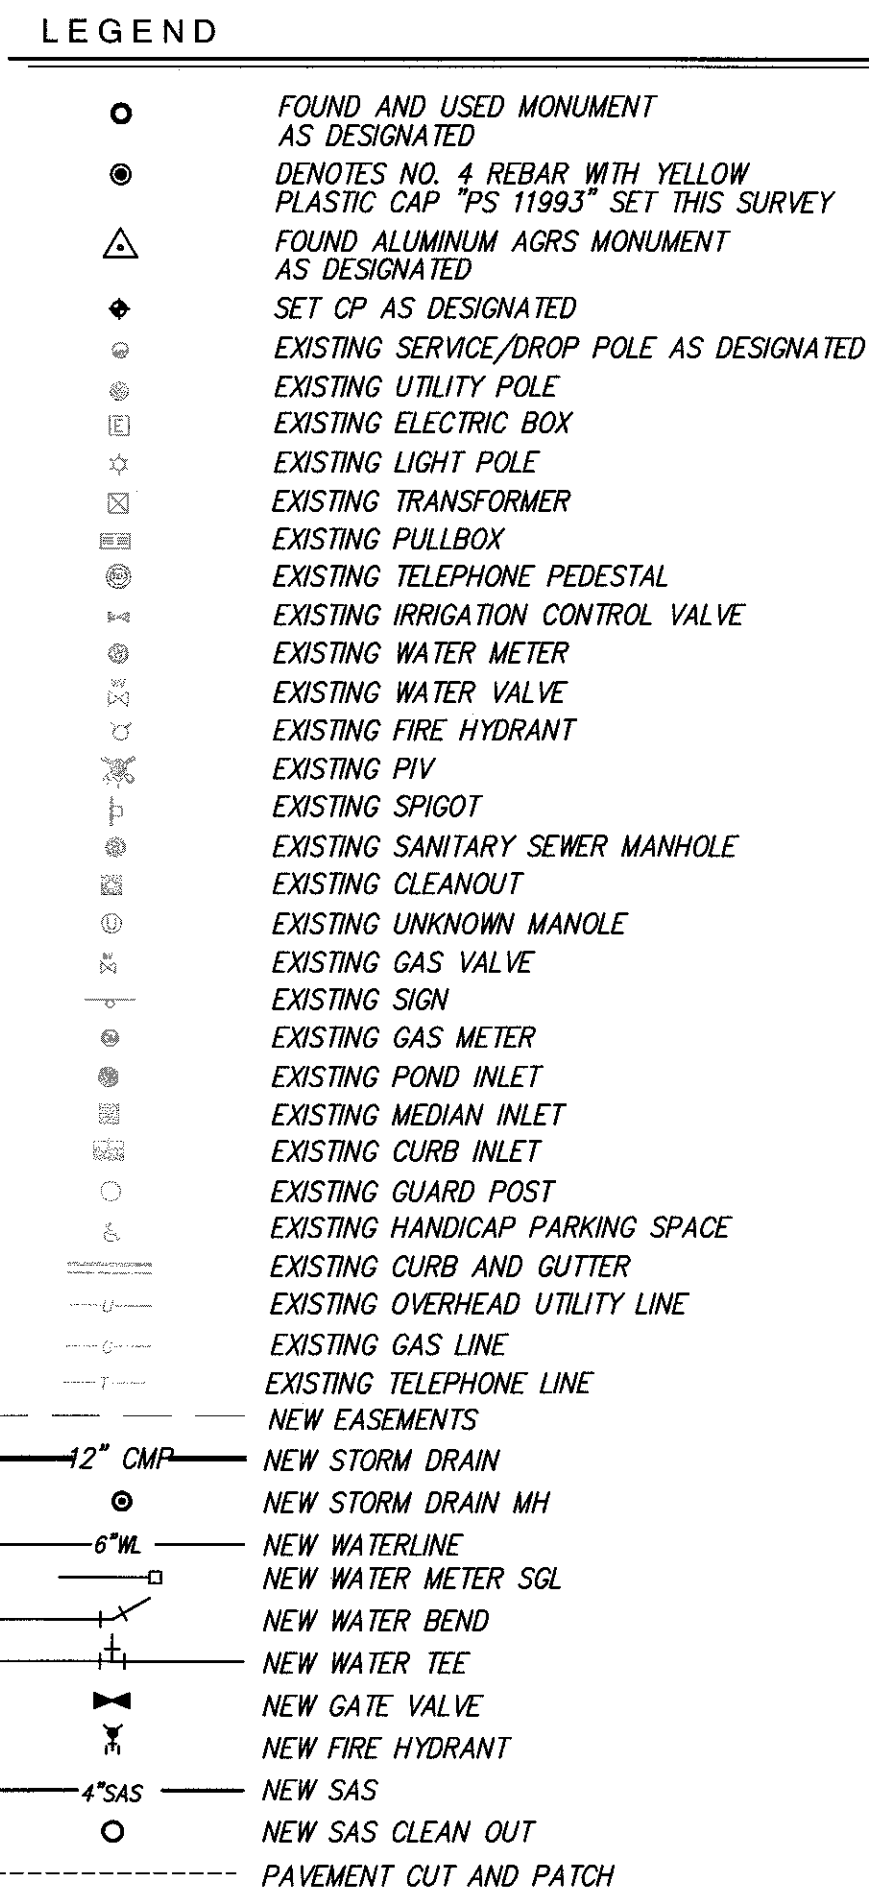 LEGEND
FOUND AND USED MONUMENT
AS DESIGNATED
DENOTES NO. 4 REBAR WITH YELLOW
PLASTIC CAP "PS 11993" SET THIS SURVEY
FOUND ALUMINUM AGRS MONUMENT
AS DESIGNATED
SET CP AS DESIGNATED
EXISTING SERVICE/DROP POLE AS DESIGNATED
EXISTING UTILITY POLE
E EXISTING ELECTRIC BOX
EXISTING LIGHT POLE
EXISTING TRANSFORMER
EXISTING PULLBOX
EXISTING TELEPHONE PEDESTAL
EXISTING IRRIGATION CONTROL VALVE
EXISTING WATER METER
WV EXISTING WATER VALVE
EXISTING FIRE HYDRANT
EXISTING PIV
EXISTING SPIGOT
EXISTING SANITARY SEWER MANHOLE
EXISTING CLEANOUT
U EXISTING UNKNOWN MANOLE
EXISTING GAS VALVE
EXISTING SIGN
EXISTING GAS METER
EXISTING POND INLET
EXISTING MEDIAN INLET
EXISTING CURB INLET
EXISTING GUARD POST
EXISTING HANDICAP PARKING SPACE
EXISTING CURB AND GUTTER
U EXISTING OVERHEAD UTILITY LINE
G EXISTING GAS LINE
T EXISTING TELEPHONE LINE
NEW EASEMENTS
12" CMP NEW STORM DRAIN
NEW STORM DRAIN MH
6"WL NEW WATERLINE
NEW WATER METER SGL
NEW WATER BEND
NEW WATER TEE
NEW GATE VALVE
NEW FIRE HYDRANT
4"SAS NEW SAS
NEW SAS CLEAN OUT
PAVEMENT CUT AND PATCH